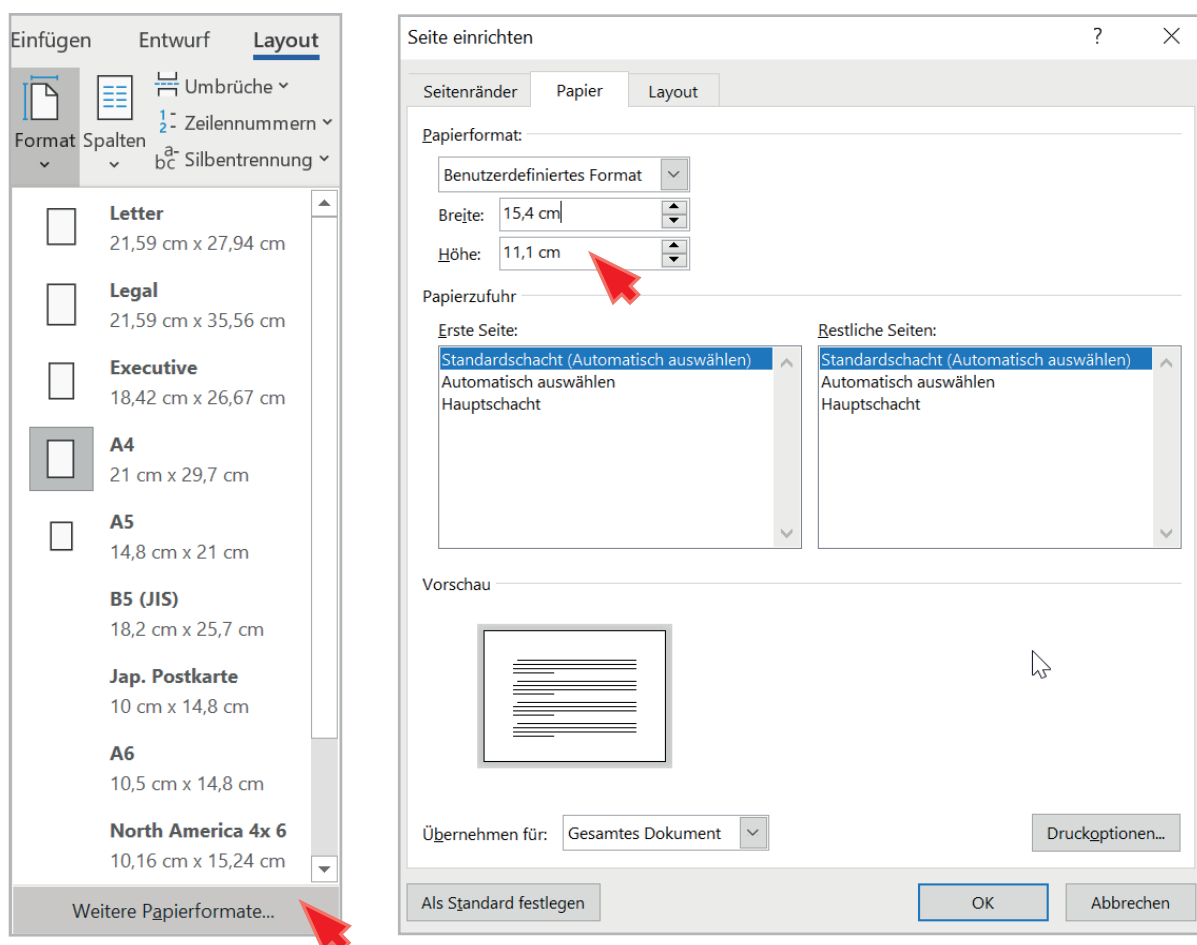 Einfügen Entwurf Layout
Format
Spalten
Umbrüche
1
2
Zeilennummern
a-
bc
Silbentrennung
Letter
21,59 cm x 27,94 cm
Legal
21,59 cm x 35,56 cm
Executive
18,42 cm x 26,67 cm
A4
21 cm x 29,7 cm
A5
14,8 cm x 21 cm
B5 (JIS)
18,2 cm x 25,7 cm
Jap. Postkarte
10 cm x 14,8 cm
A6
10,5 cm x 14,8 cm
North America 4x 6
10,16 cm x 15,24 cm
Weitere Papierformate...
Seite einrichten ?
Seitenränder Papier Layout
Papierformat:
Benutzerdefiniertes Format
Breite: 15,4 cm
Höhe: 11,1 cm
Papierzufuhr
Erste Seite:
Standardschacht (Automatisch auswählen)
Automatisch auswählen
Hauptschacht
Restliche Seiten:
Standardschacht (Automatisch auswählen)
Automatisch auswählen
Hauptschacht
Vorschau
Übernehmen für: Gesamtes Dokument
Druckoptionen...
Als Standard festlegen OK Abbrechen